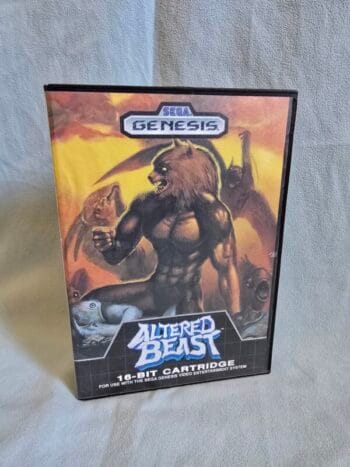 SEGA
GENESIS
ALTERED
BEAST
16-BIT CARTRIDGE
FOR USE WITH THE SEGA GENESIS VIDEO ENTERTAINMENT SYSTEM